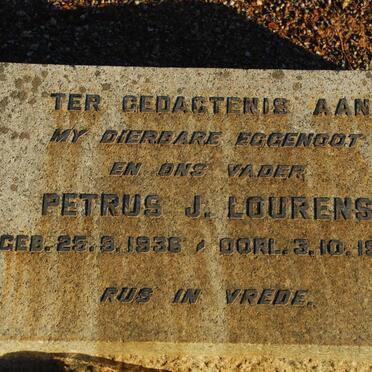 TER GEDAGTENIS AAN
MY DIERBARE EGGENOOT
EN ONS VADER
PETRUS J. LOURENS
GEB. 25.9.1938 OORL. 3.10.19
RUS IN VREDE.